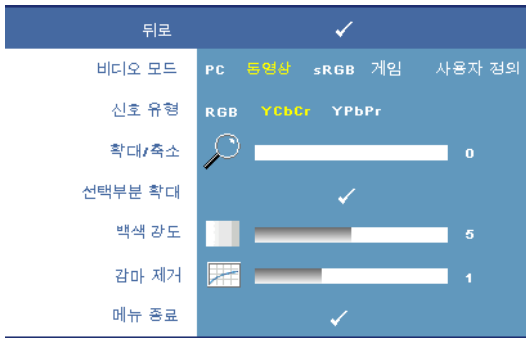 뒤로
비디오 모드 PC 동영상 sRGB 게임 사용자 정의
신호 유형 RGB YCbCr YPbPr
확대/축소 0
선택부분 확대
백색 강도 5
감마 제거 1
메뉴 종료